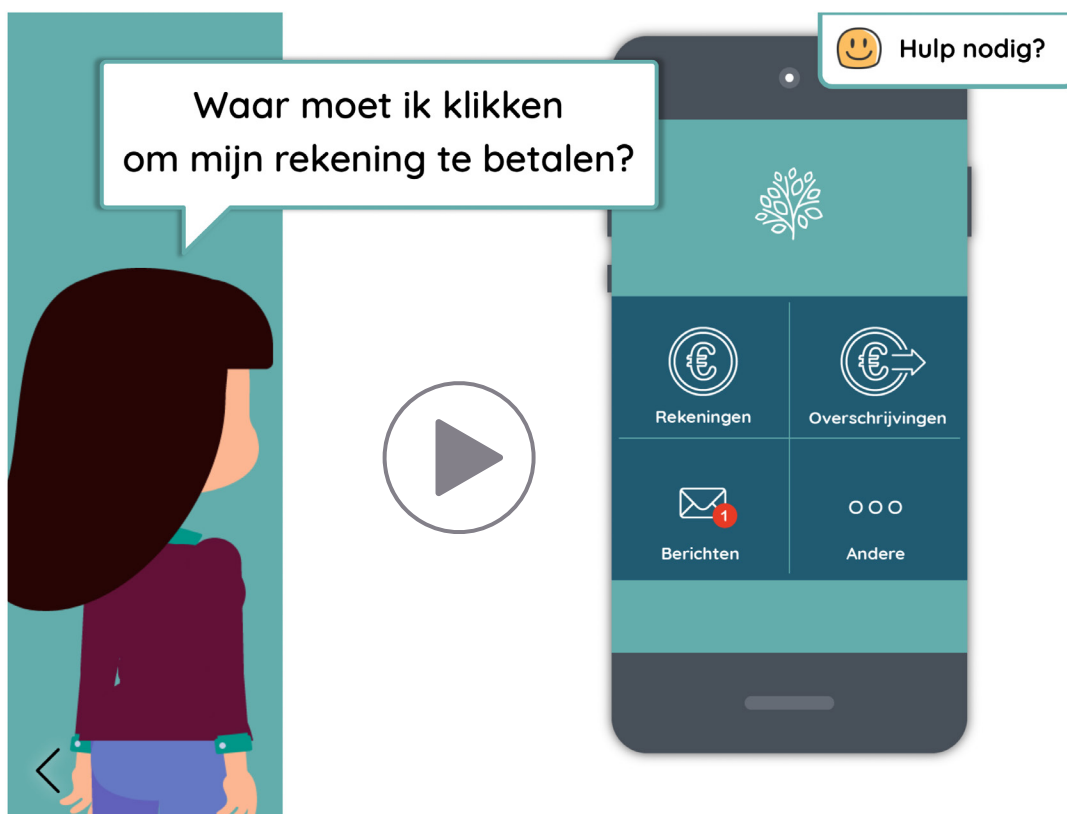 Hulp nodig?
Waar moet ik klikken
om mijn rekening te betalen?
€
€
Rekeningen
Overschrijvingen
1
Berichten
Andere